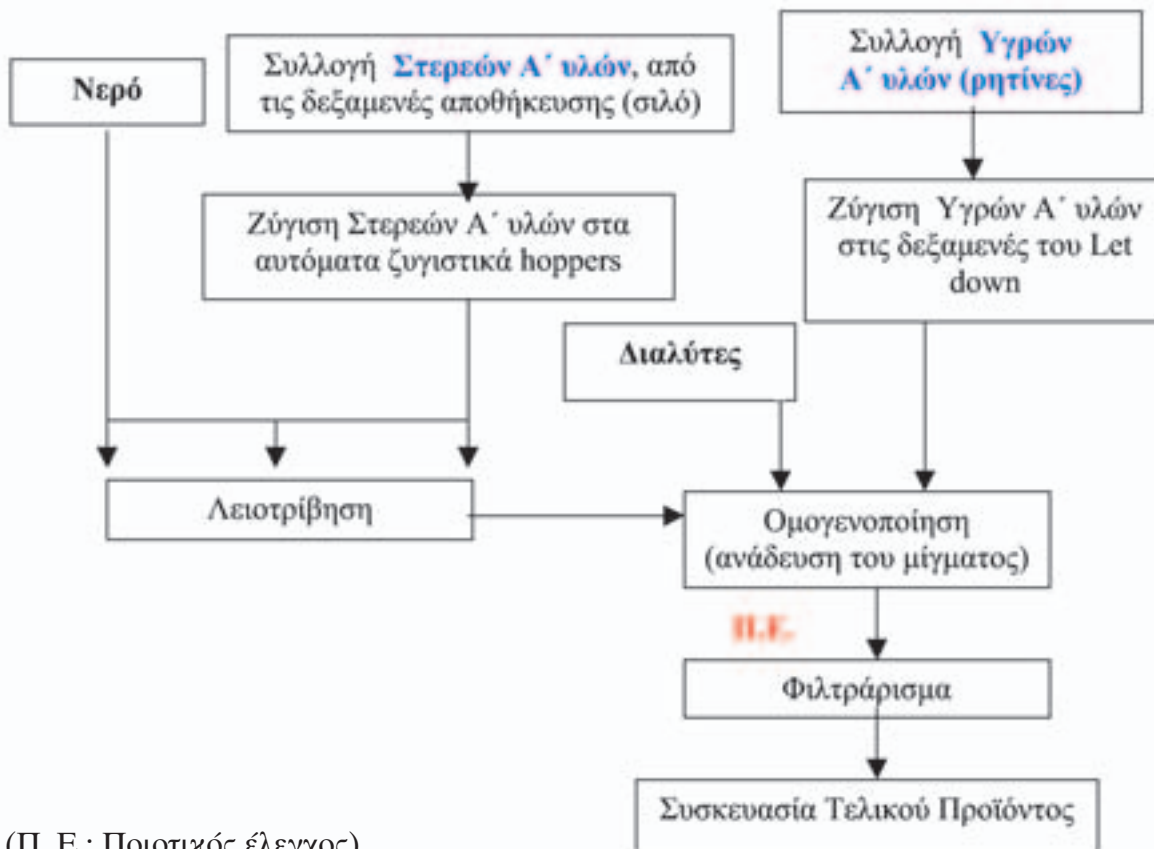 Νερό
Συλλογή Στερεών Α΄ υλών, από
τις δεξαμενές αποθήκευσης (σιλό)
Συλλογή Υγρών
Α΄ υλών (ρητίνες)
Ζύγιση Στερεών Α΄ υλών στα
αυτόματα ζυγιστικά hoppers
Ζύγιση Υγρών Α΄ υλών
στις δεξαμενές του Let
down
Διαλύτες
Λειοτρίβηση
Ομογενοποίηση
(ανάδευση του μίγματος)
Π.Ε.
Φιλτράρισμα
Συσκευασία Τελικού Προϊόντος
(Π. Ε.: Ποιοτικός έλεγχος)